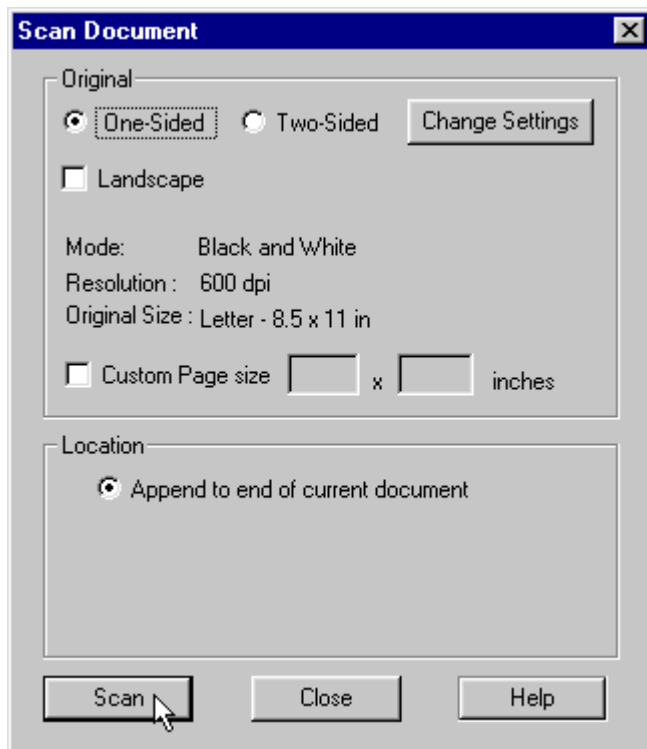 Scan Document
Original
One-Sided Two-Sided Change Settings
Landscape
Mode: Black and White
Resolution : 600 dpi
Original Size : Letter - 8.5 x 11 in
Custom Page size x inches
Location
Append to end of current document
Scan Close Help